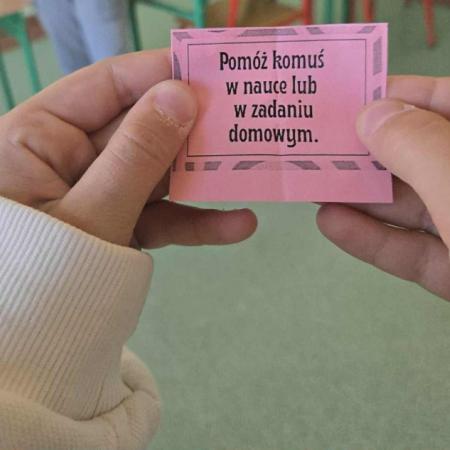 Pomóż komuś
w nauce lub
w zadaniu
domowym.